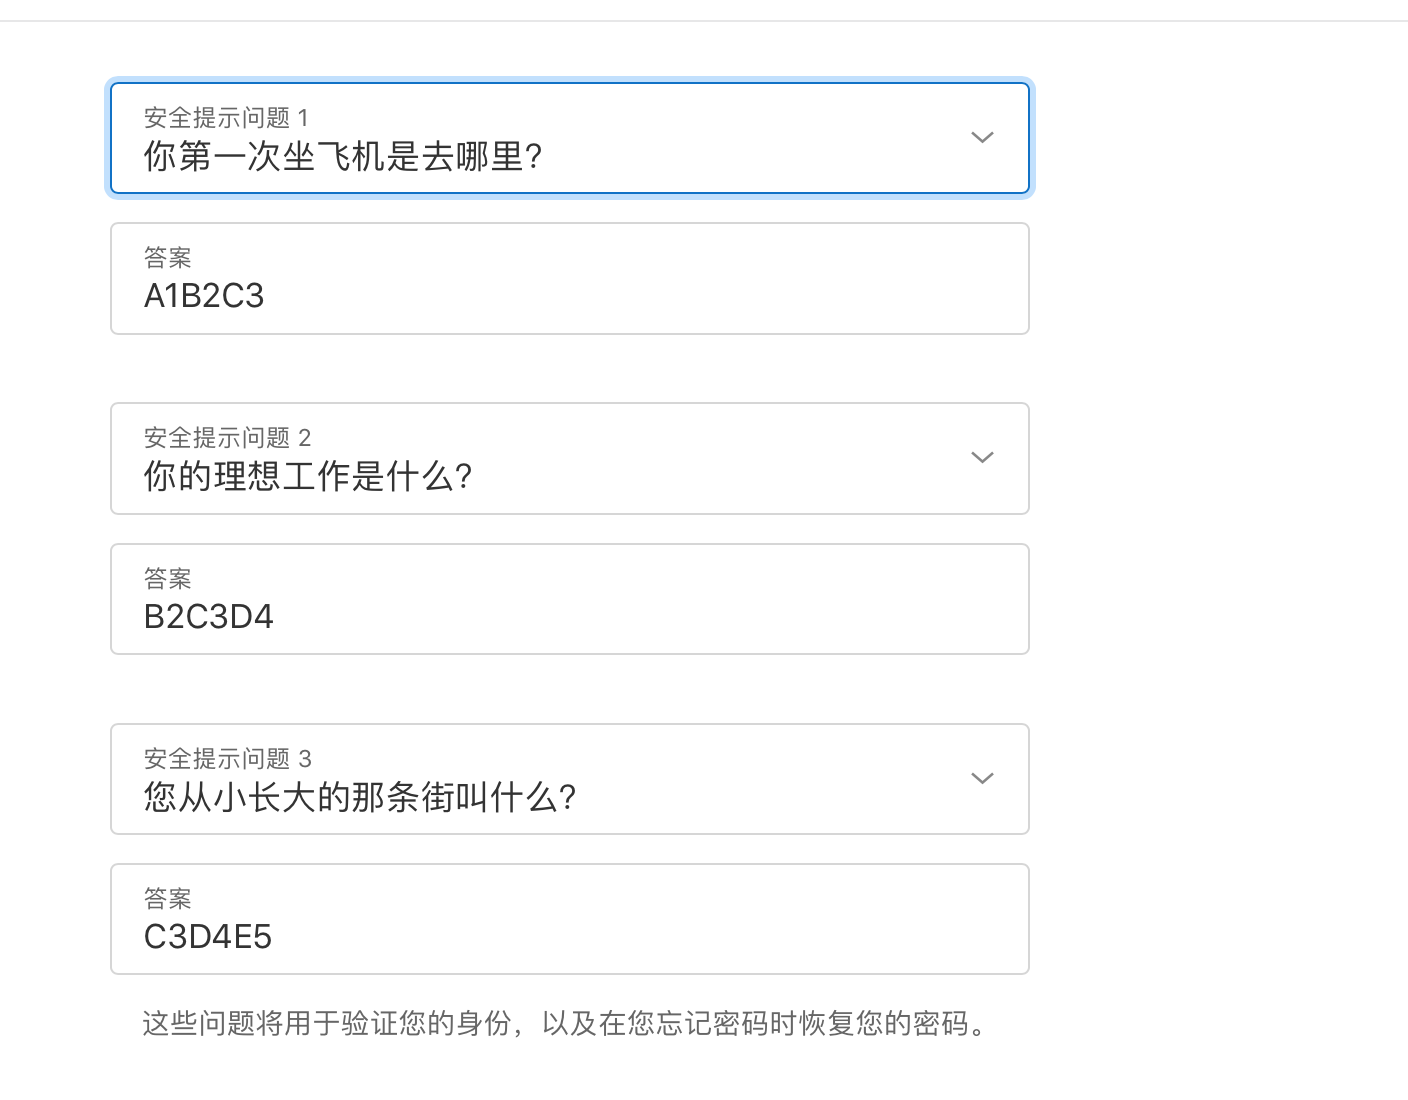 安全提示问题 1
你第一次坐飞机是去哪里?
答案
A1B2C3
安全提示问题 2
你的理想工作是什么?
答案
B2C3D4
安全提示问题 3
您从小长大的那条街叫什么?
答案
C3D4E5
这些问题将用于验证您的身份，以及在您忘记密码时恢复您的密码。